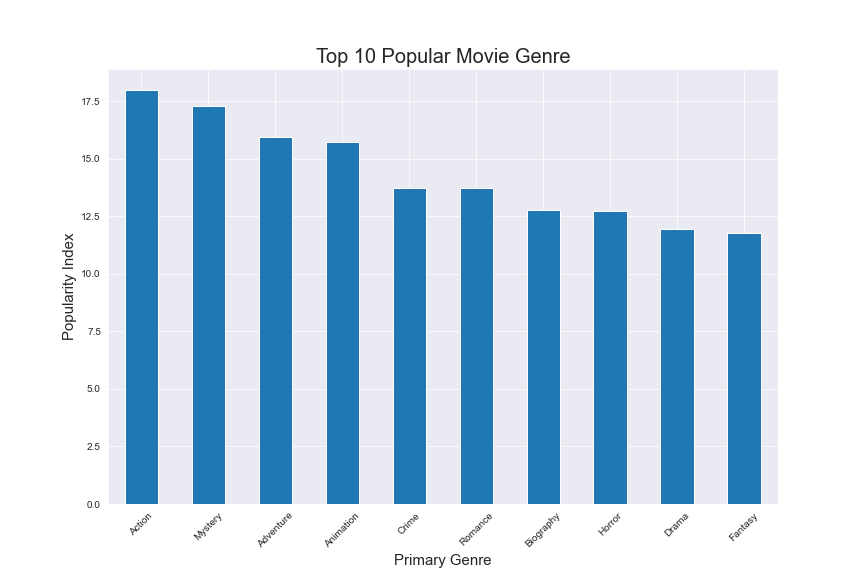 Top 10 Popular Movie Genre
Popularity Index
17.5
15.0
12.5
10.0
7.5
5.0
2.5
0.0
Action
Mystery
Adventure
Animation
Crime
Romance
Biography
Horror
Drama
Fantasy
Primary Genre